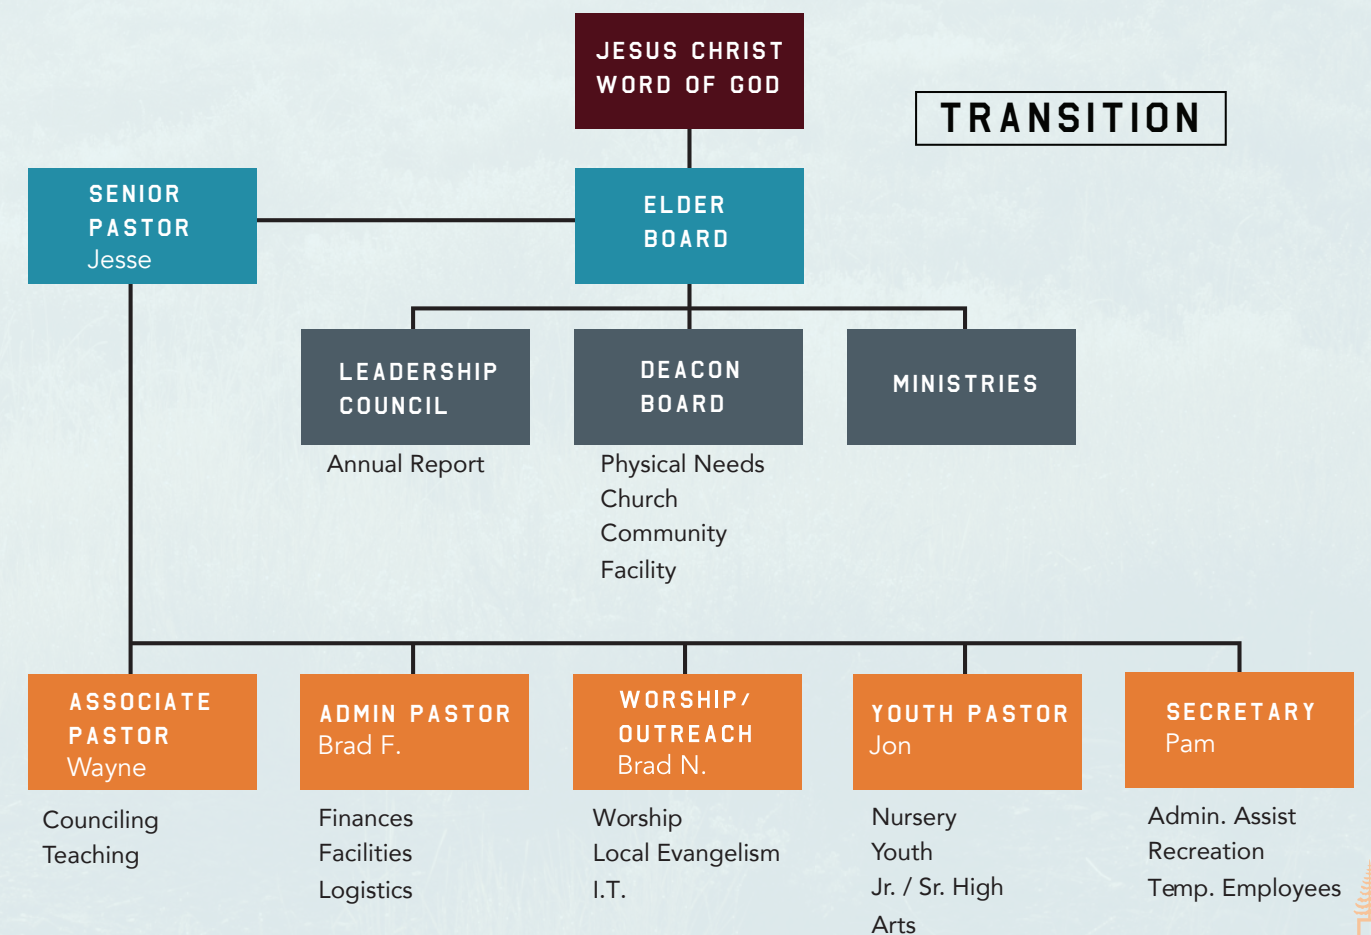 JESUS CHRIST
WORD OF GOD
TRANSITION
SENIOR
PASTOR
Jesse
ELDER
BOARD
LEADERSHIP
COUNCIL
Annual Report
DEACON
BOARD
Physical Needs
Church
Community
Facility
MINISTRIES
ASSOCIATE
PASTOR
Wayne
Counciling
Teaching
ADMIN PASTOR
Brad F.
Finances
Facilities
Logistics
WORSHIP/
OUTREACH
Brad N.
Worship
Local Evangelism
I.T.
YOUTH PASTOR
Jon
Nursery
Youth
Jr. / Sr. High
Arts
SECRETARY
Pam
Admin. Assist
Recreation
Temp. Employees